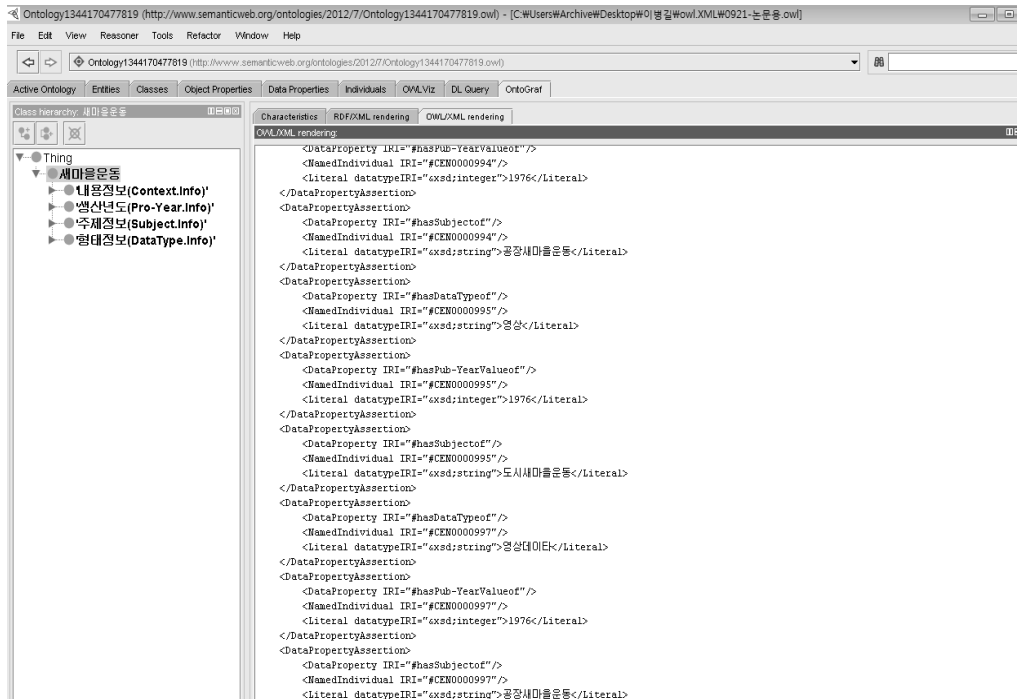 Ontology1344170477819 (http://www.semanticweb.org/ontologies/2012/7/Ontology1344170477819.owl) - [C:₩Users₩Archive₩Desktop₩이병길₩owl.XML₩0921-논문용.owl]
File Edit View Reasoner Tools Refactor Window Help
Ontology1344170477819 (http://www.semanticweb.org/ontologies/2012/7/Ontology1344170477819.owl)
Active Ontology Entities Classes Object Properties Data Properties Individuals OWLViz DL Query OntoGraf
Class hierarchy: 새마을운동
Thing
새마을운동
'내용정보(Context.Info)'
'생산년도(Pro-Year.Info)'
'주제정보(Subject.Info)'
'형태정보(DataType.Info)'
Characteristics RDF/XML rendering OWL/XML rendering
OWL/XML rendering:
<DataProperty IRI="#hasPub-YearValueof"/>
<NamedIndividual IRI="#CEN0000994"/>
<Literal datatypeIRI="&xsd;integer">1976</Literal>
</DataPropertyAssertion>
<DataPropertyAssertion>
<DataProperty IRI="#hasSubjectof"/>
<NamedIndividual IRI="#CEN0000994"/>
<Literal datatypeIRI="&xsd;string">공장새마을운동</Literal>
</DataPropertyAssertion>
<DataPropertyAssertion>
<DataProperty IRI="#hasDataTypeof"/>
<NamedIndividual IRI="#CEN0000995"/>
<Literal datatypeIRI="&xsd;string">영상</Literal>
</DataPropertyAssertion>
<DataPropertyAssertion>
<DataProperty IRI="#hasPub-YearValueof"/>
<NamedIndividual IRI="#CEN0000995"/>
<Literal datatypeIRI="&xsd;integer">1976</Literal>
</DataPropertyAssertion>
<DataPropertyAssertion>
<DataProperty IRI="#hasSubjectof"/>
<NamedIndividual IRI="#CEN0000995"/>
<Literal datatypeIRI="&xsd;string">도시새마을운동</Literal>
</DataPropertyAssertion>
<DataPropertyAssertion>
<DataProperty IRI="#hasDataTypeof"/>
<NamedIndividual IRI="#CEN0000997"/>
<Literal datatypeIRI="&xsd;string">영상데이타</Literal>
</DataPropertyAssertion>
<DataPropertyAssertion>
<DataProperty IRI="#hasPub-YearValueof"/>
<NamedIndividual IRI="#CEN0000997"/>
<Literal datatypeIRI="&xsd;integer">1976</Literal>
</DataPropertyAssertion>
<DataPropertyAssertion>
<DataProperty IRI="#hasSubjectof"/>
<NamedIndividual IRI="#CEN0000997"/>
<Literal datatypeIRI="&xsd;string">공장새마을운동</Literal>